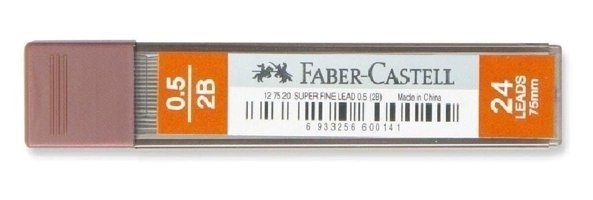 0.5
2B
FABER-CASTELL
12 75 20 SUPER FINE LEAD 0.5 (2B) Made in China
6 933256 600141
24
LEADS
75mm